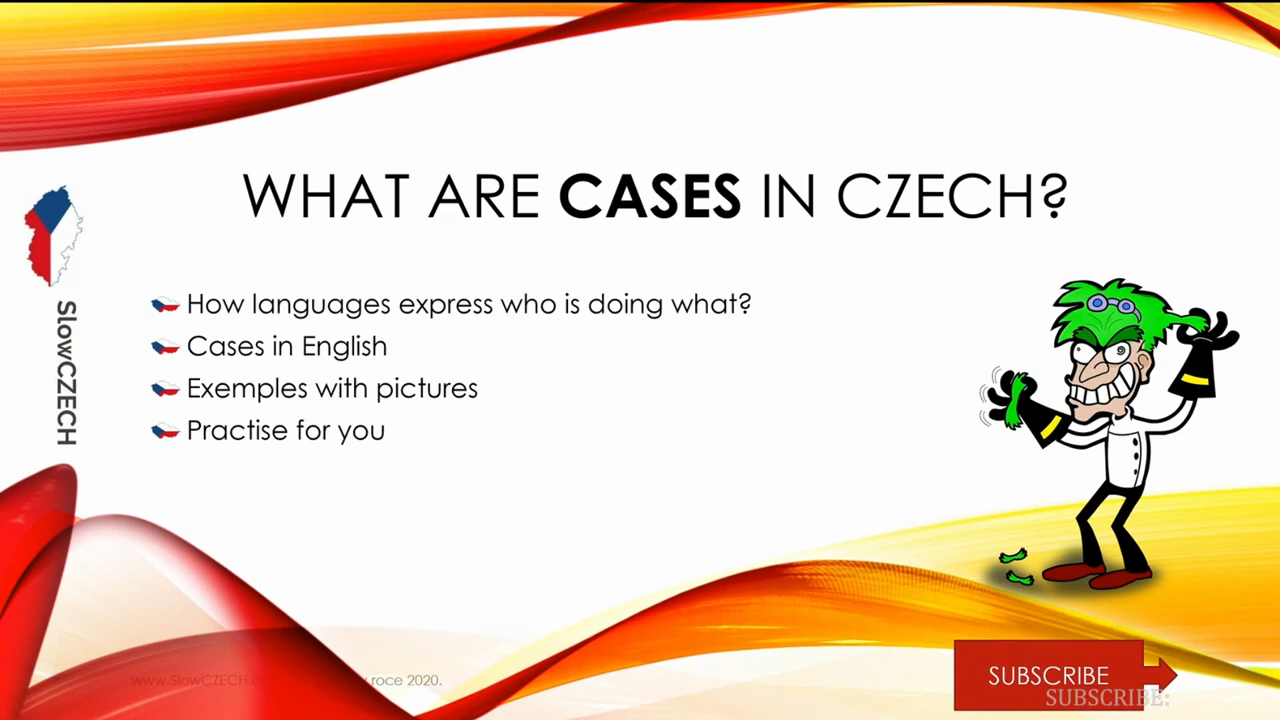 WHAT ARE CASES IN CZECH?
How languages express who is doing what?
Cases in English
Exemples with pictures
Practise for you
SlowCZECH
www.SlowCZECH.c
roce 2020.
SUBSCRIBE
SUBSCRIBE: